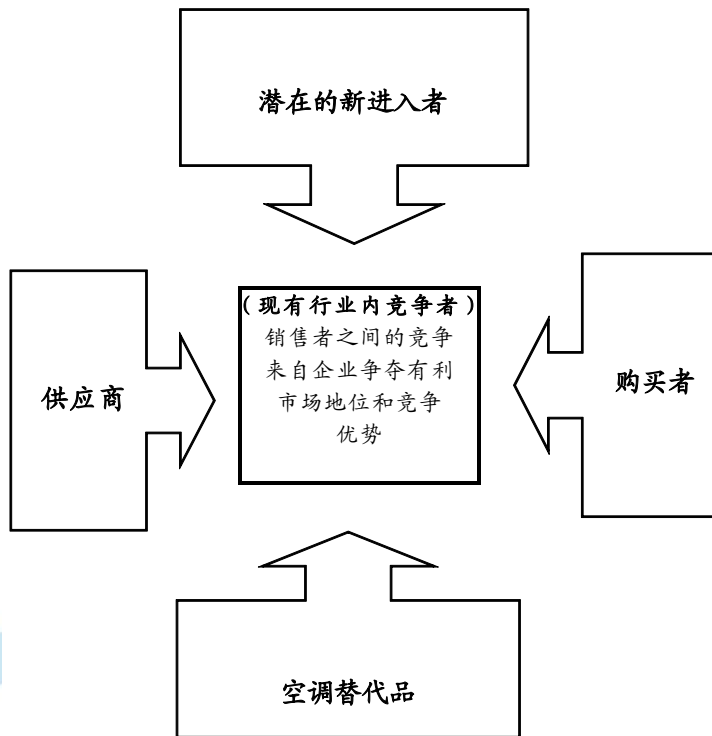 潜在的新进入者
(现有行业内竞争者)
销售者之间的竞争
来自企业争夺有利
市场地位和竞争
优势
供应商
购买者
空调替代品